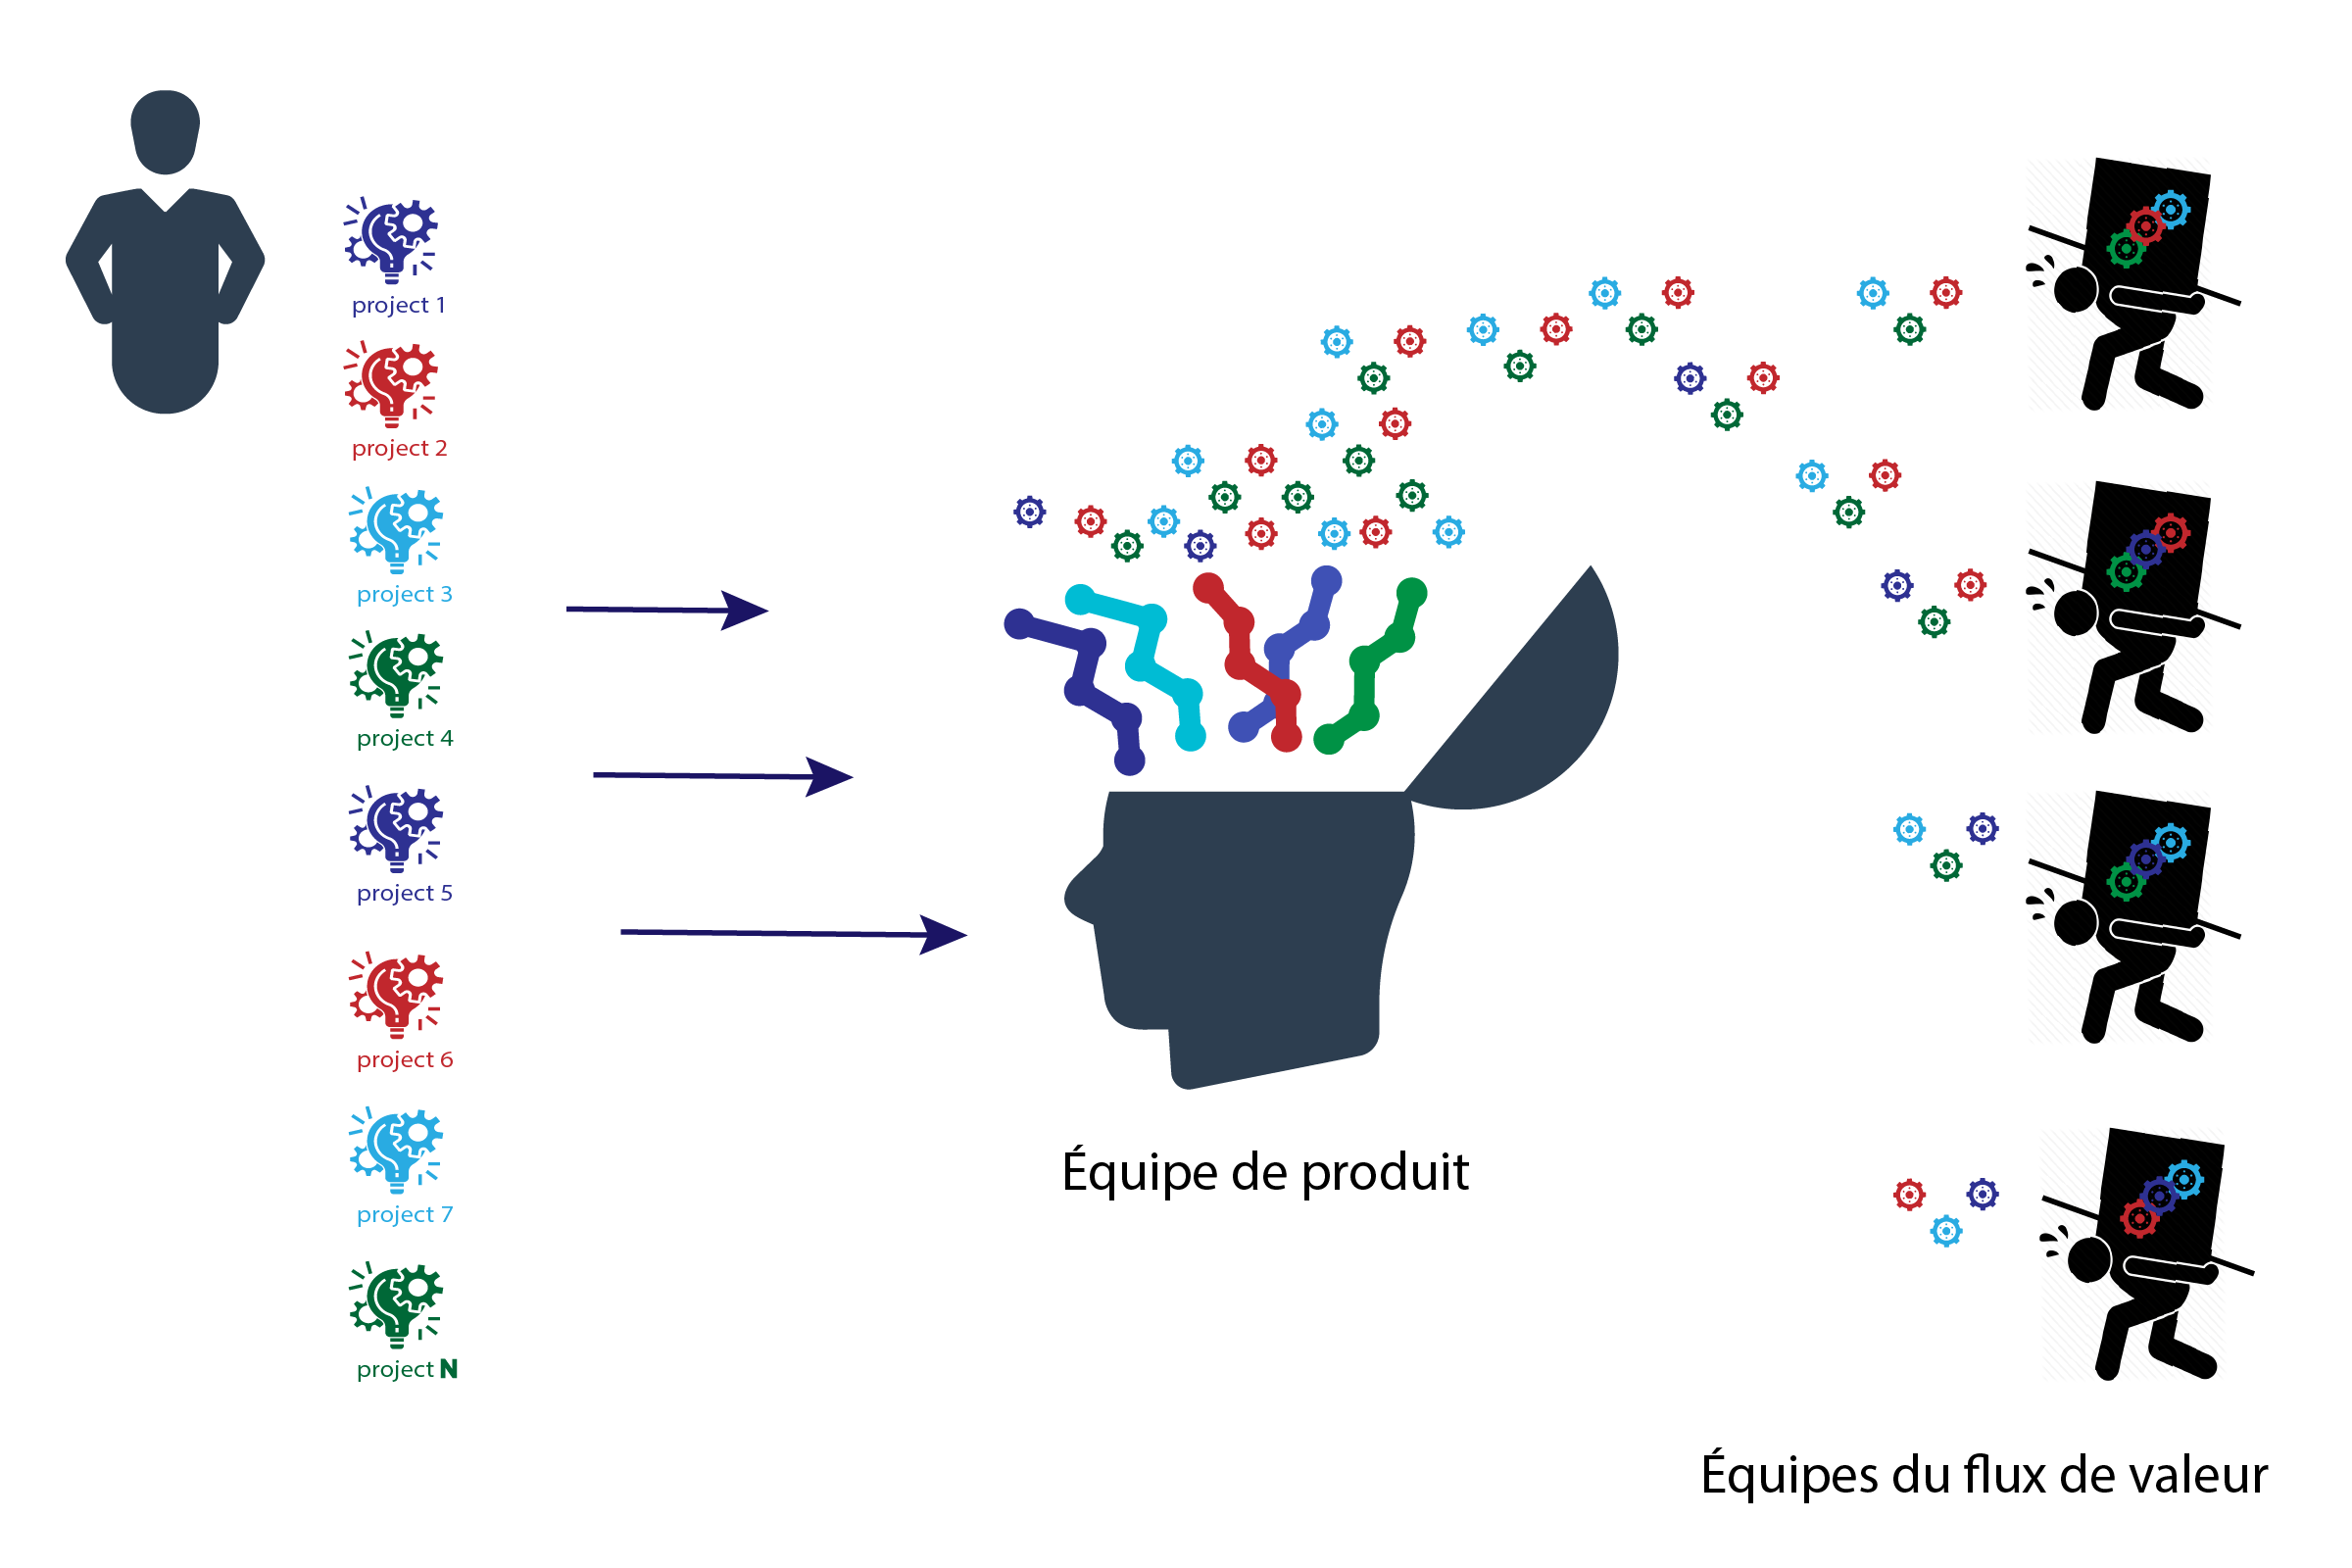 project 1
project 2
project 3
project 4
project 5
project 6
project 7
project N
Équipe de produit
Équipes du flux de valeur